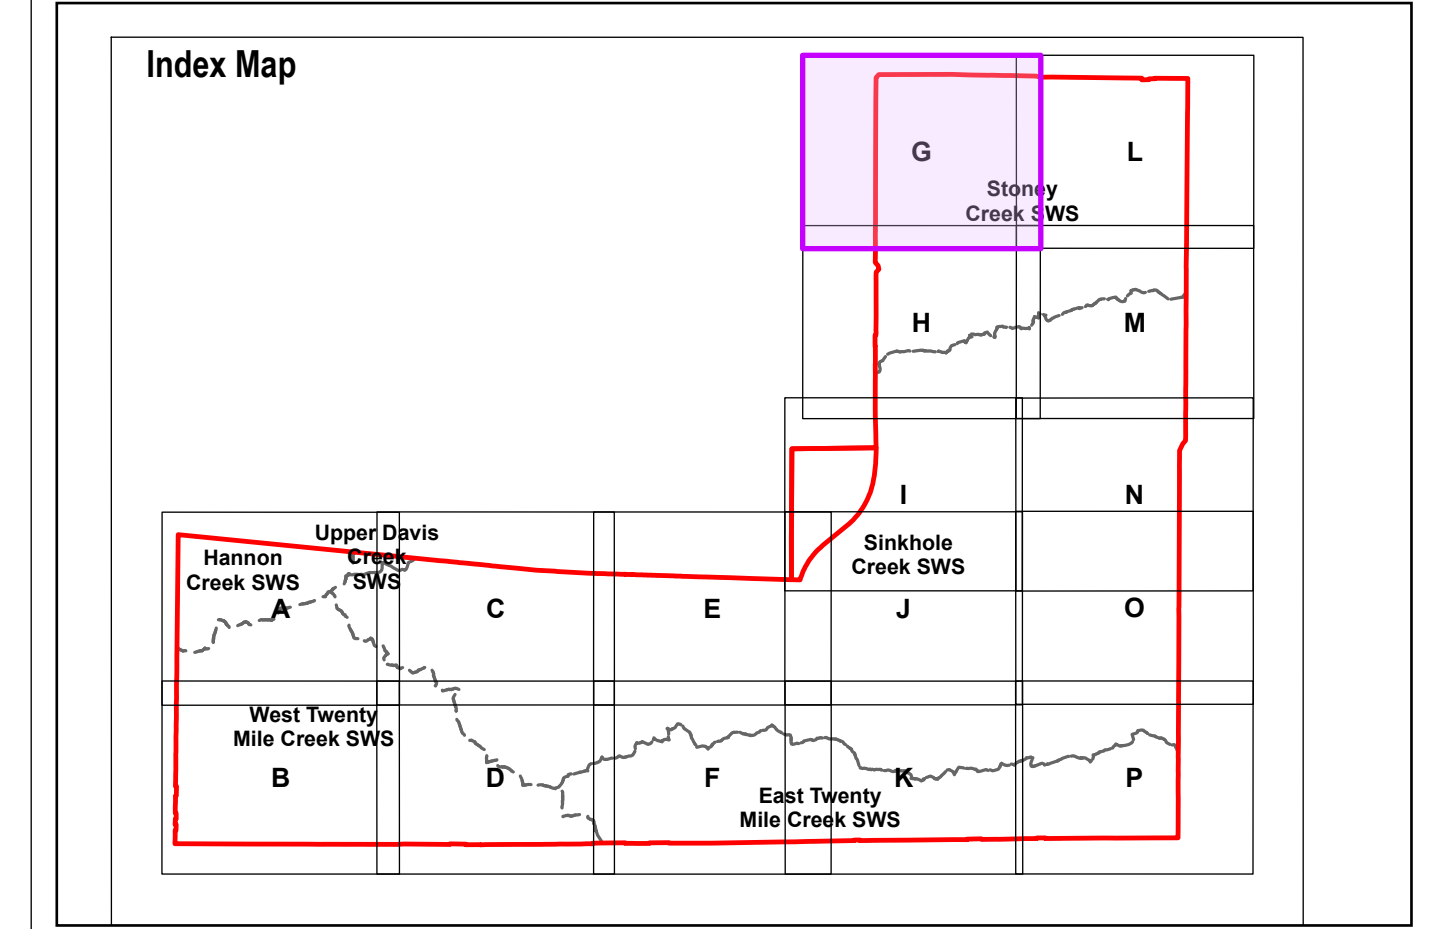 Index Map
G
L
Stoney
Creek SWS
H
M
I
N
Upper Davis
Creek
SWS
Hannon
Creek SWS
Sinkhole
Creek SWS
A
C
E
J
O
West Twenty
Mile Creek SWS
B
D
F
K
P
East Twenty
Mile Creek SWS